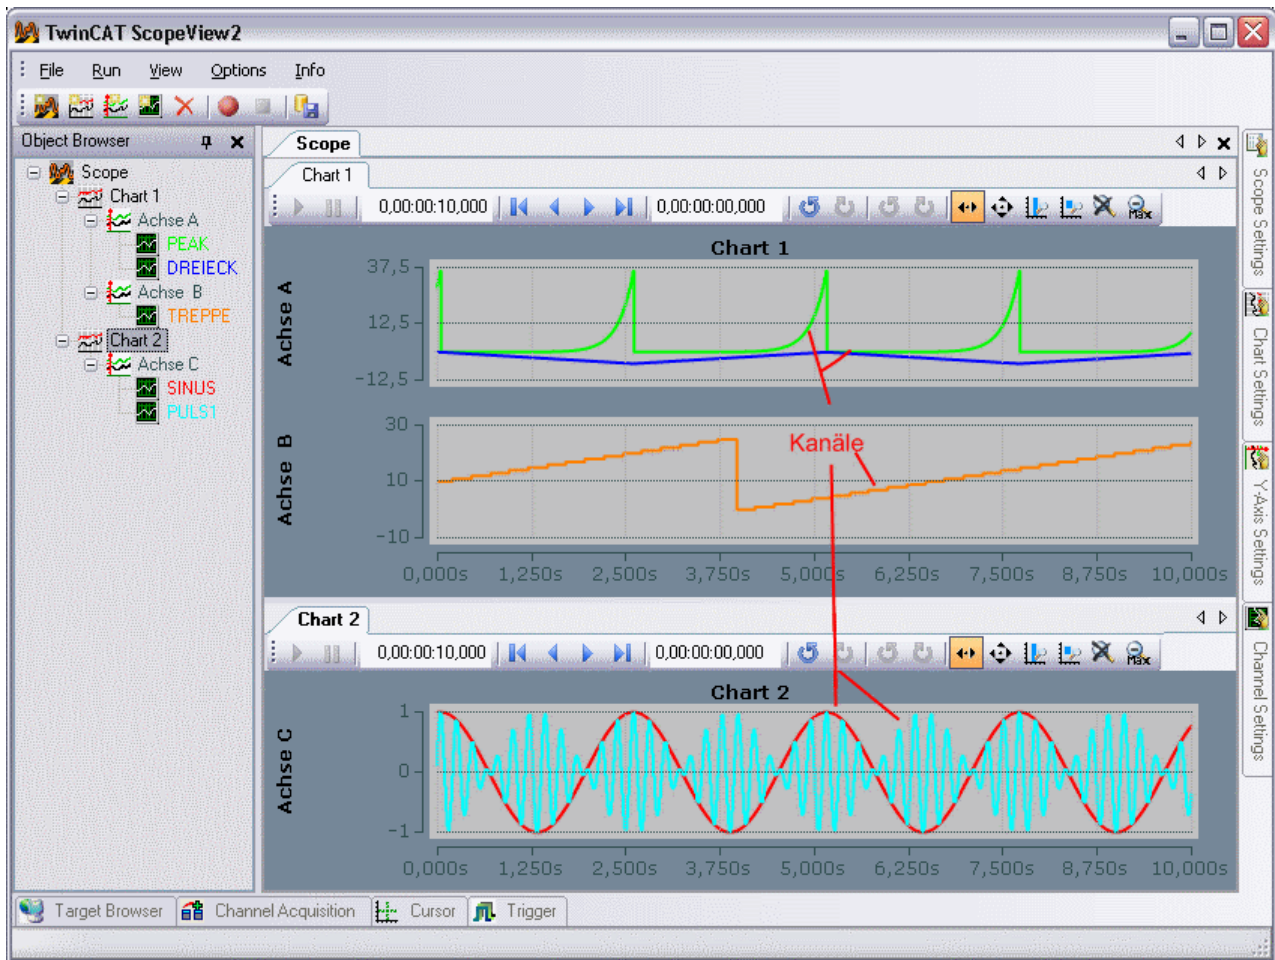 TwinCAT ScopeView2
File Run View Options Info
Object Browser
Scope
Chart 1
Achse A
PEAK
DREIECK
Achse B
TREPPE
Chart 2
Achse C
SINUS
PULS1
Scope
Chart 1
0,00:00:10,000 0,00:00:00,000 Max
Chart 1
Achse A
37,5
12,5
-12,5
Kanäle
Achse B
30
10
-10
0,000s 1,250s 2,500s 3,750s 5,000s 6,250s 7,500s 8,750s 10,000s
Chart 2
0,00:00:10,000 0,00:00:00,000 Max
Chart 2
Achse C
1
0
-1
0,000s 1,250s 2,500s 3,750s 5,000s 6,250s 7,500s 8,750s 10,000s
Scope Settings
Chart Settings
Y-Axis Settings
Channel Settings
Target Browser Channel Acquisition Cursor Trigger